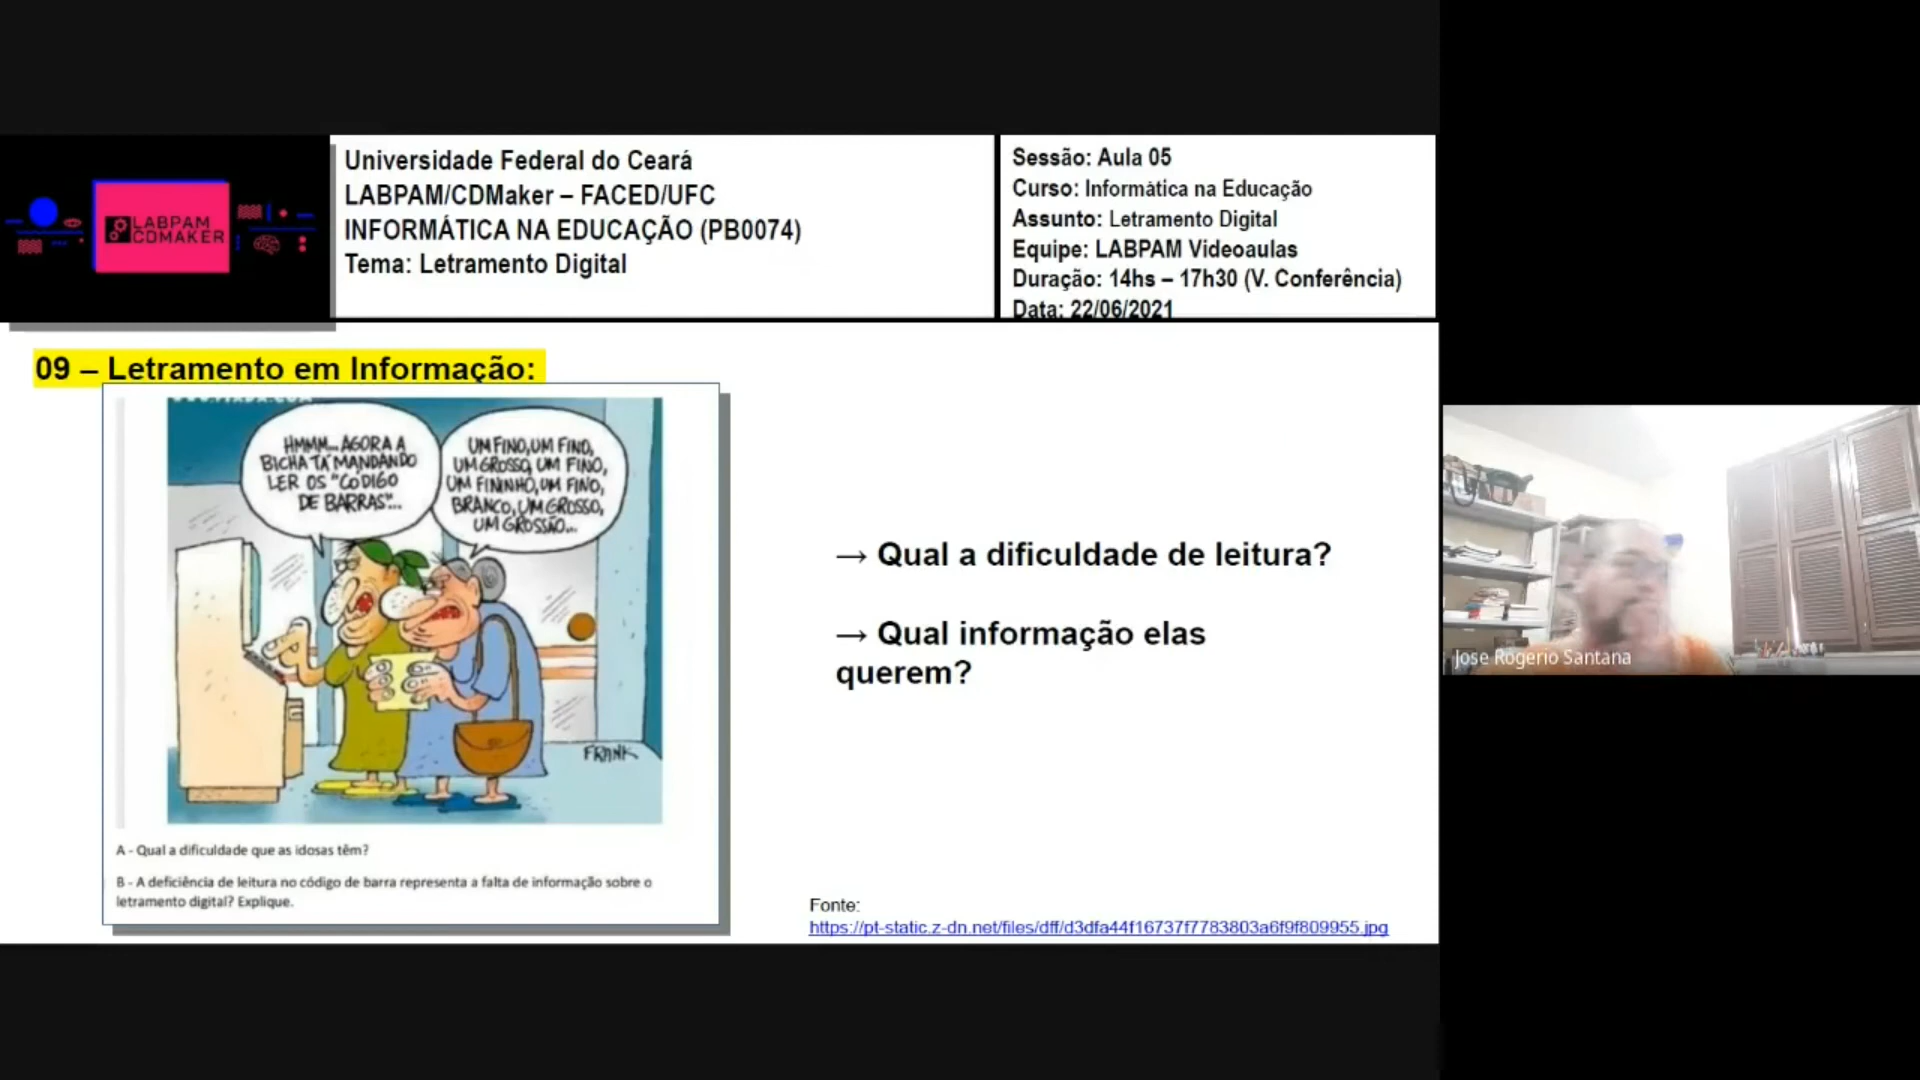 LABPAM
CDMAKER
Universidade Federal do Ceará
LABPAM/CDMaker – FACED/UFC
INFORMÁTICA NA EDUCAÇÃO (PB0074)
Tema: Letramento Digital
Sessão: Aula 05
Curso: Informàtica na Educação
Assunto: Letramento Digital
Equipe: LABPAM Videoaulas
Duração: 14hs – 17h30 (V. Conferência)
Data: 22/06/2021
09 – Letramento em Informação:
HMMM... AGORA A
BICHA TÁ MANDANDO
LER OS "CÓDIGO
DE BARRAS"...
UM FINO, UM FINO,
UM GROSSO, UM FINO,
UM FININHO, UM FINO,
BRANCO, UM GROSSO,
UM GROSSÃO...
FRANK
A - Qual a dificuldade que as idosas têm?
B - A deficiência de leitura no código de barra representa a falta de informação sobre o
letramento digital? Explique.
→ Qual a dificuldade de leitura?
→ Qual informação elas
querem?
Fonte:
https://pt-static.z-dn.net/files/dff/d3dfa44f16737f7783803a6f9f809955.jpg
Jose Rogerio Santana